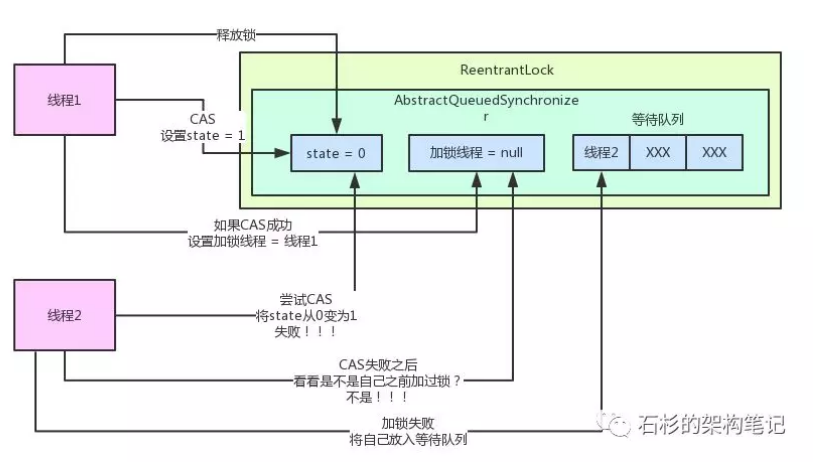 释放锁
ReentrantLock
线程1
AbstractQueuedSynchronize
r
CAS
设置state = 1
等待队列
state = 0
加锁线程 = null
线程2
XXX
XXX
如果CAS成功
设置加锁线程 = 线程1
线程2
尝试CAS
将state从0变为1
失败！！！
CAS失败之后
看看是不是自己之前加过锁？
不是！！！
加锁失败
将自己放入等待队列
石杉的架构笔记